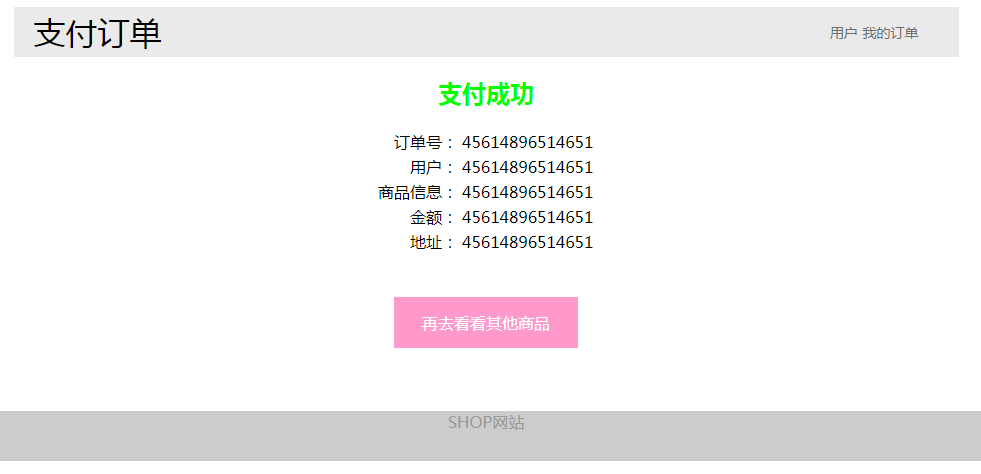 支付订单
用户 我的订单
支付成功
订单号： 45614896514651
用户： 45614896514651
商品信息： 45614896514651
金额： 45614896514651
地址： 45614896514651
再去看看其他商品
SHOP网站